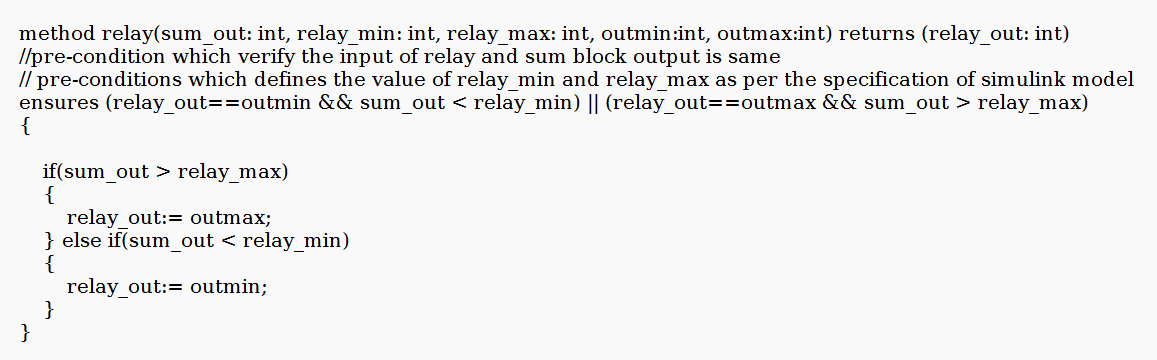 method relay(sum_out: int, relay_min: int, relay_max: int, outmin:int, outmax:int) returns (relay_out: int)
//pre-condition which verify the input of relay and sum block output is same
// pre-conditions which defines the value of relay_min and relay_max as per the specification of simulink model
ensures (relay_out==outmin && sum_out < relay_min) || (relay_out==outmax && sum_out > relay_max)
{
if(sum_out > relay_max)
{
relay_out:= outmax;
} else if(sum_out < relay_min)
{
relay_out:= outmin;
}
}